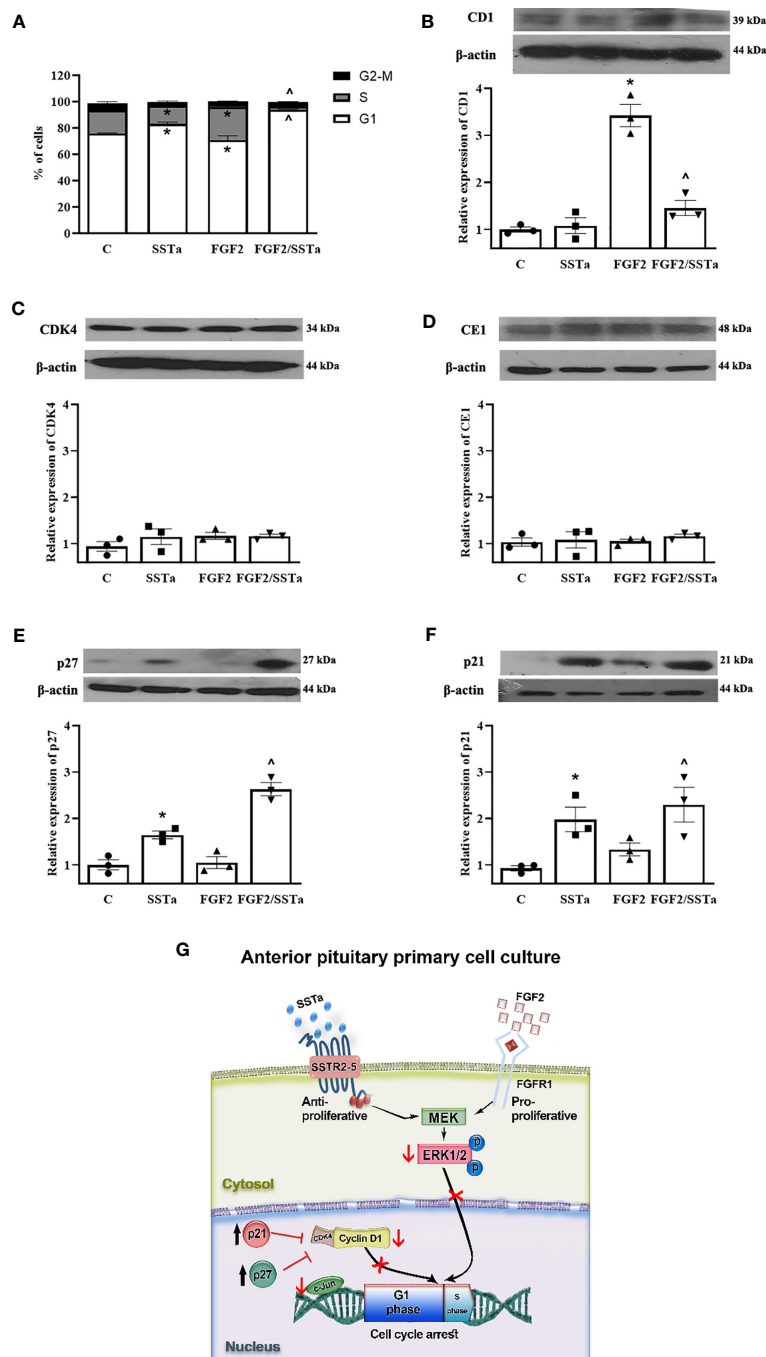 A
120
100
80
60
40
20
0
% of cells
G2-M
S
G1
^
* *
^
* *
C SSTa FGF2 FGF2/SSTa
B
CD1
39 kDa
β-actin
44 kDa
4
3
2
1
Relative expression of CD1
*
^
C SSTa FGF2 FGF2/SSTa
C
CDK4
34 kDa
β-actin
44 kDa
4
3
2
1
Relative expression of CDK4
C SSTa FGF2 FGF2/SSTa
D
CE1
48 kDa
β-actin
44 kDa
4
3
2
1
Relative expression of CE1
C SSTa FGF2 FGF2/SSTa
E
p27
27 kDa
β-actin
44 kDa
4
3
2
1
Relative expression of p27
*
^
C SSTa FGF2 FGF2/SSTa
F
p21
21 kDa
β-actin
44 kDa
4
3
2
1
Relative expression of p21
*
^
C SSTa FGF2 FGF2/SSTa
G
Anterior pituitary primary cell culture
SSTa
FGF2
SSTR2-5
FGFR1
Anti-
proliferative
Pro-
proliferative
MEK
ERK1/2
p
p
Cytosol
p21
CDK4
Cyclin D1
p27
c-Jun
G1
phase
S
phase
Cell cycle arrest
Nucleus